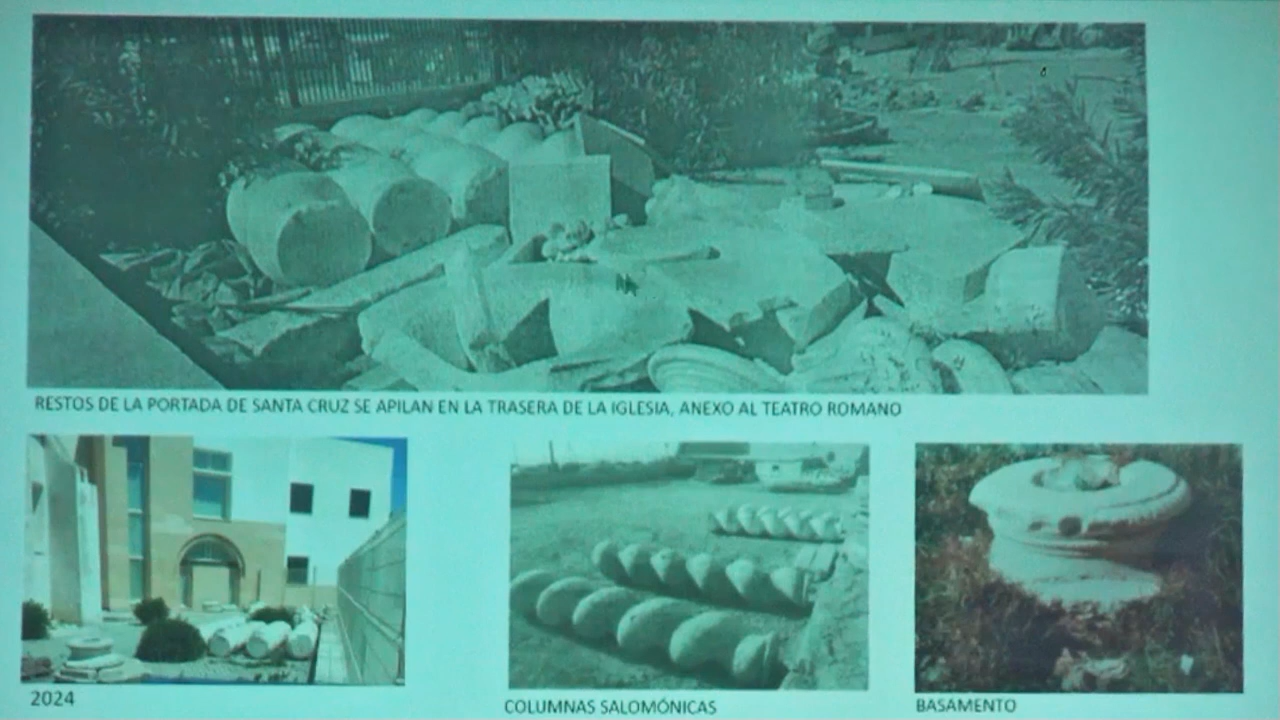 RESTOS DE LA PORTADA DE SANTA CRUZ SE APILAN EN LA TRASERA DE LA IGLESIA, ANEXO AL TEATRO ROMANO
2024
COLUMNAS SALOMÓNICAS
BASAMENTO